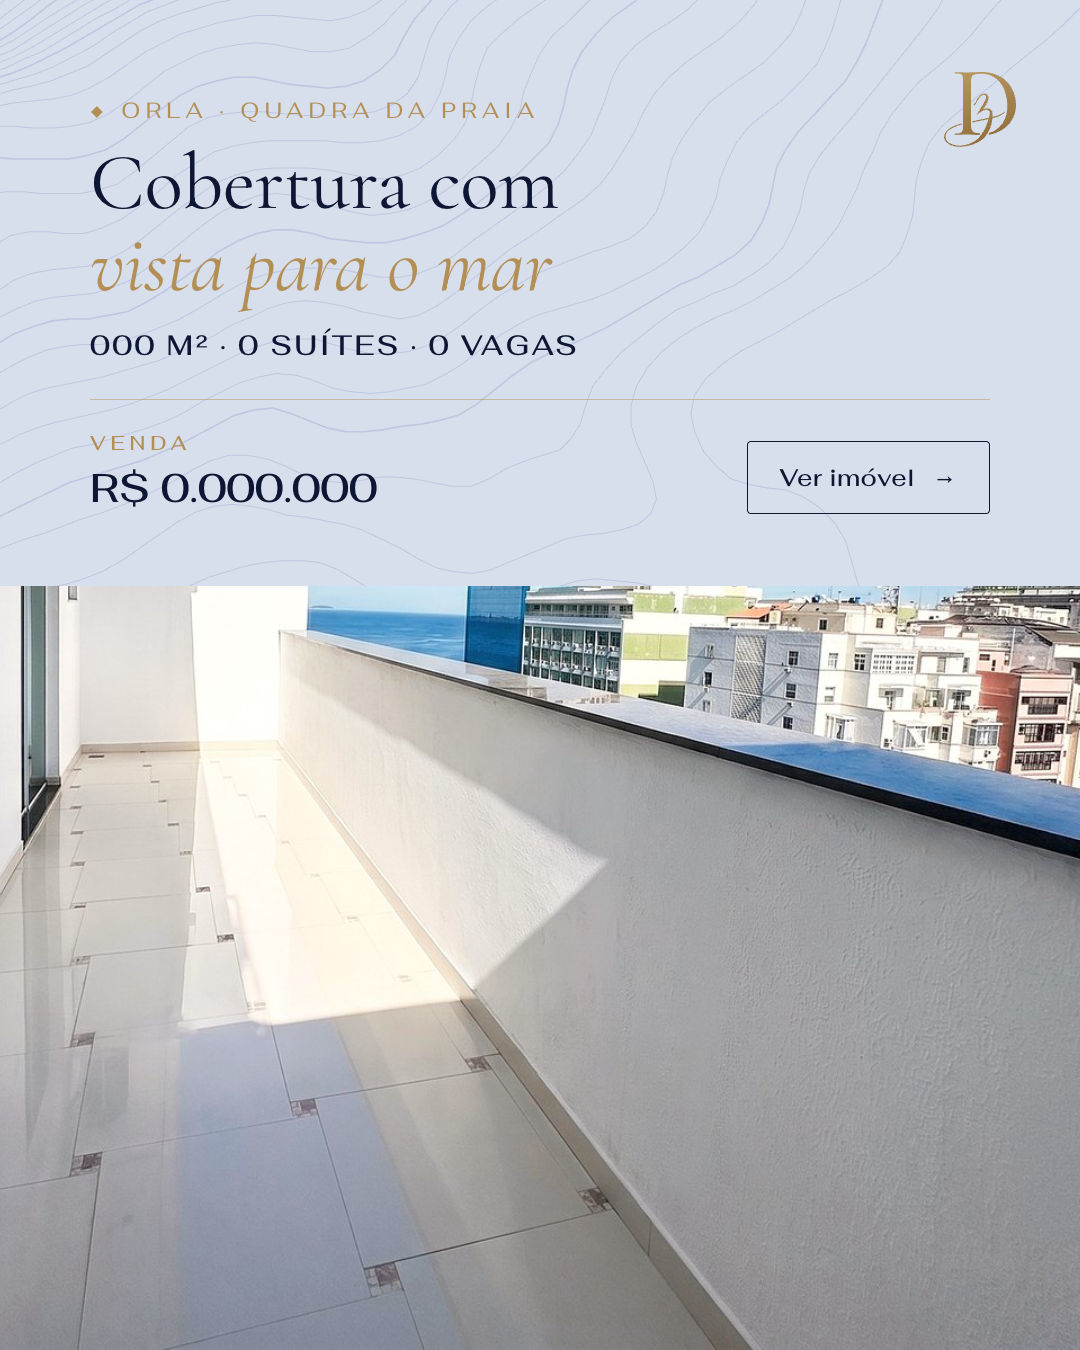 ◆ ORLA · QUADRA DA PRAIA
Cobertura com
vista para o mar
000 M² · 0 SUÍTES · 0 VAGAS
VENDA
R$ 0.000.000
Ver imóvel →